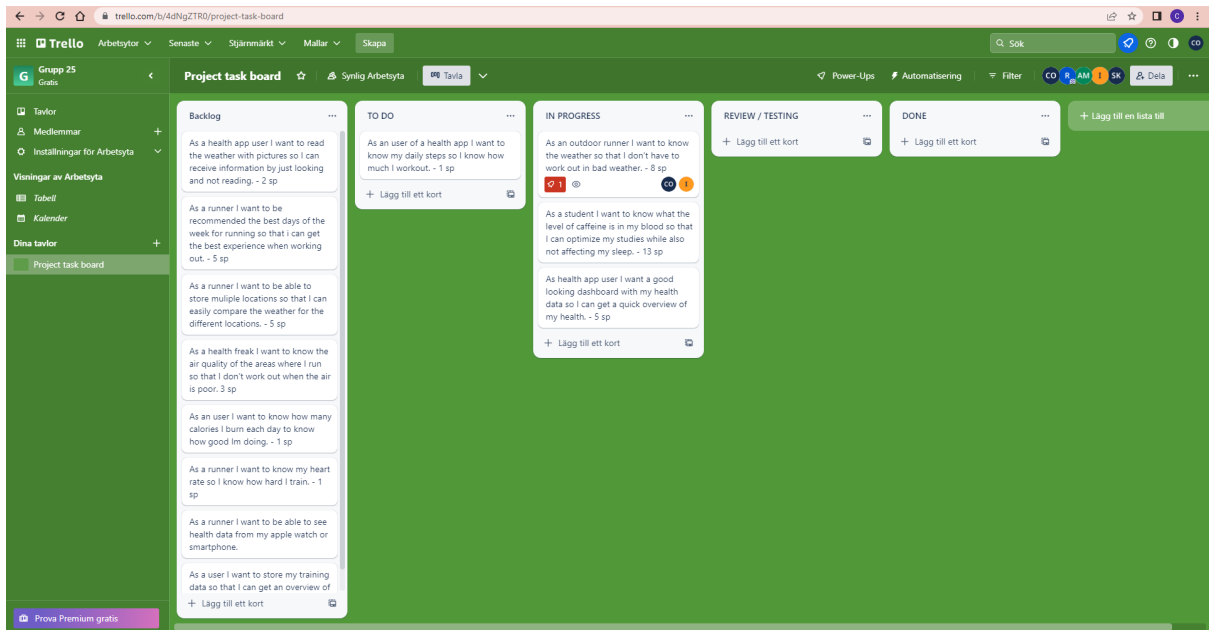 trello.com/b/4dNgZTR0/project-task-board
Trello Arbetsytor Senaste Stjärnmärkt Mallar Skapa Sök CO
G Grupp 25
Gratis
Project task board Synlig Arbetsyta Tavla Power-Ups Automatisering Filter CO R AM I SK Dela
Tavlor
Medlemmar
Inställningar för Arbetsyta
Visningar av Arbetsyta
Tabell
Kalender
Dina tavlor
Project task board
Prova Premium gratis
Backlog
As a health app user I want to read
the weather with pictures so I can
receive information by just looking
and not reading. - 2 sp
As a runner I want to be
recommended the best days of the
week for running so that i can get
the best experience when working
out. - 5 sp
As a runner I want to be able to
store muliple locations so that I can
easily compare the weather for the
different locations. - 5 sp
As a health freak I want to know the
air quality of the areas where I run
so that I don't work out when the air
is poor. 3 sp
As an user I want to know how many
calories I burn each day to know
how good Im doing. - 1 sp
As a runner I want to know my heart
rate so I know how hard I train. - 1
sp
As a runner I want to be able to see
health data from my apple watch or
smartphone.
As a user I want to store my training
data so that I can get an overview of
+ Lägg till ett kort
TO DO
As an user of a health app I want to
know my daily steps so I know how
much I workout. - 1 sp
+ Lägg till ett kort
IN PROGRESS
As an outdoor runner I want to know
the weather so that I don't have to
work out in bad weather. - 8 sp
1 CO I
As a student I want to know what the
level of caffeine is in my blood so that
I can optimize my studies while also
not affecting my sleep. - 13 sp
As health app user I want a good
looking dashboard with my health
data so I can get a quick overview of
my health. - 5 sp
+ Lägg till ett kort
REVIEW / TESTING
+ Lägg till ett kort
DONE
+ Lägg till ett kort
+ Lägg till en lista till